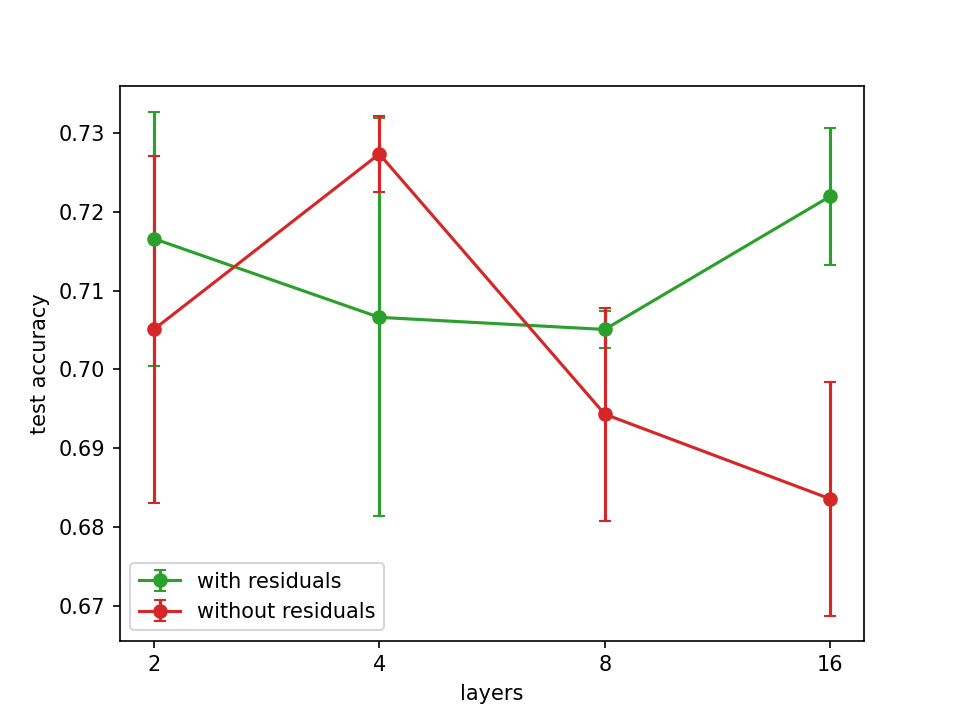 0.73
0.72
0.71
0.70
0.69
0.68
0.67
test accuracy
with residuals
without residuals
2 4 8 16
layers